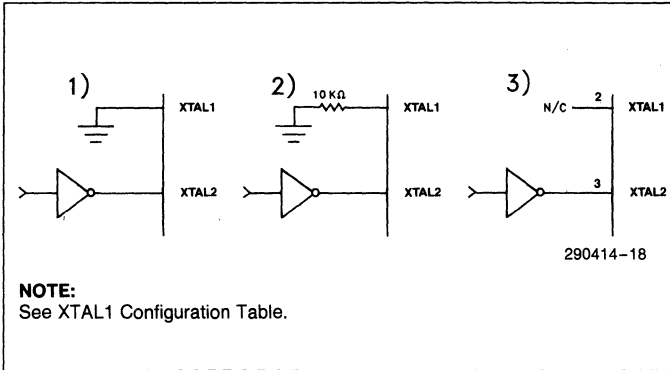 1) 2) 3)
10 KΩ
N/C 2
XTAL1 XTAL1 XTAL1
3
XTAL2 XTAL2 XTAL2
290414-18
NOTE:
See XTAL1 Configuration Table.